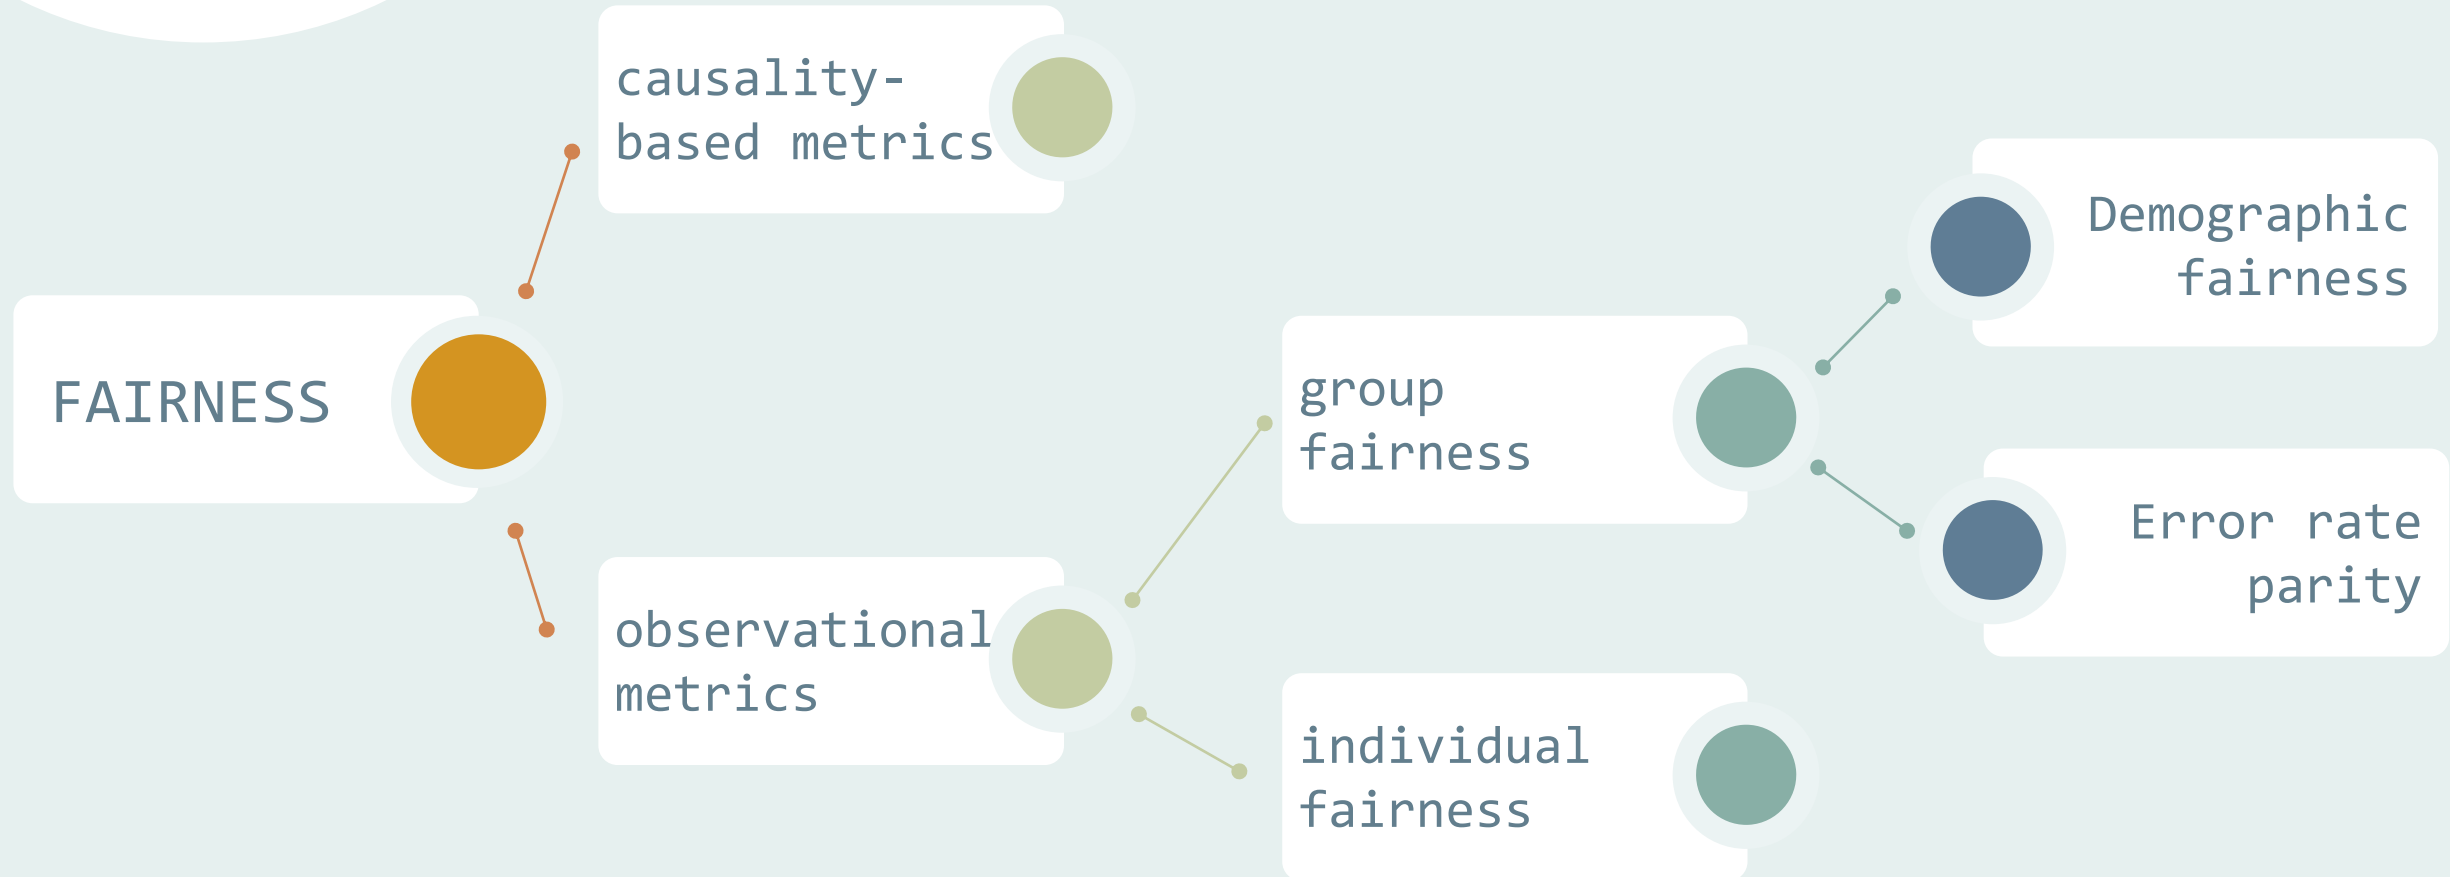 causality-
based metrics
FAIRNESS
observational
metrics
group
fairness
individual
fairness
Demographic
fairness
Error rate
parity